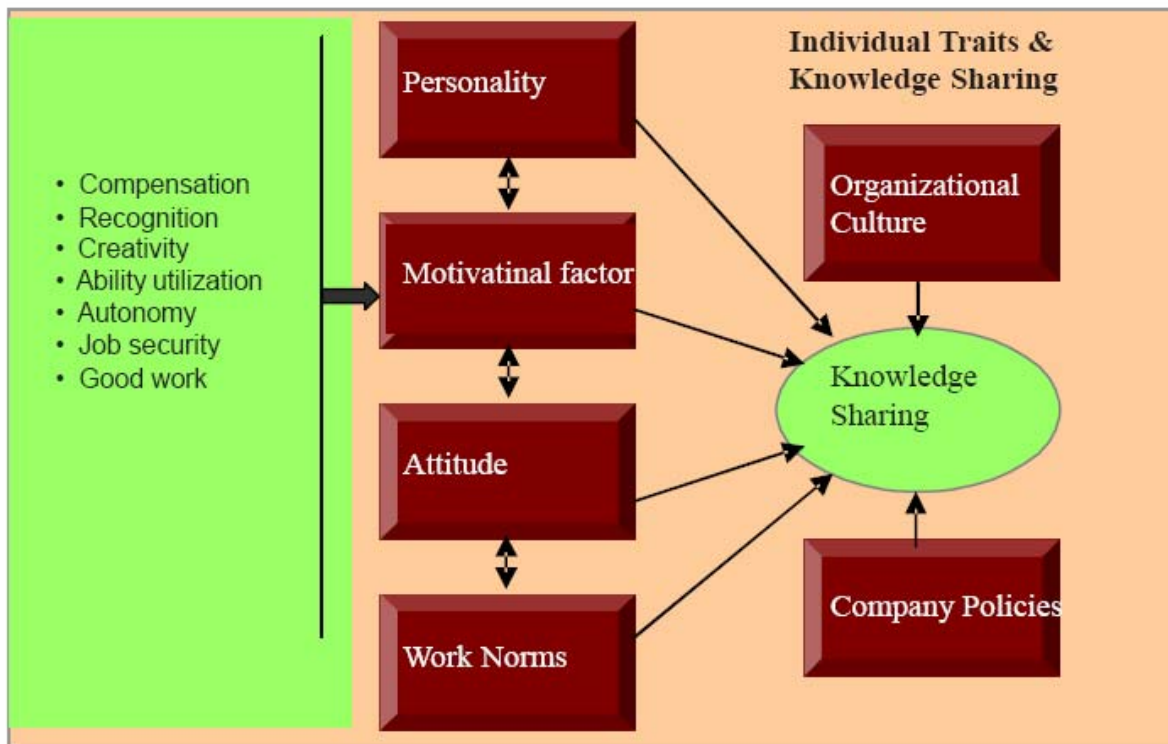 • Compensation
• Recognition
• Creativity
• Ability utilization
• Autonomy
• Job security
• Good work
Personality
Motivatinal factor
Attitude
Work Norms
Individual Traits &
Knowledge Sharing
Organizational
Culture
Knowledge
Sharing
Company Policies